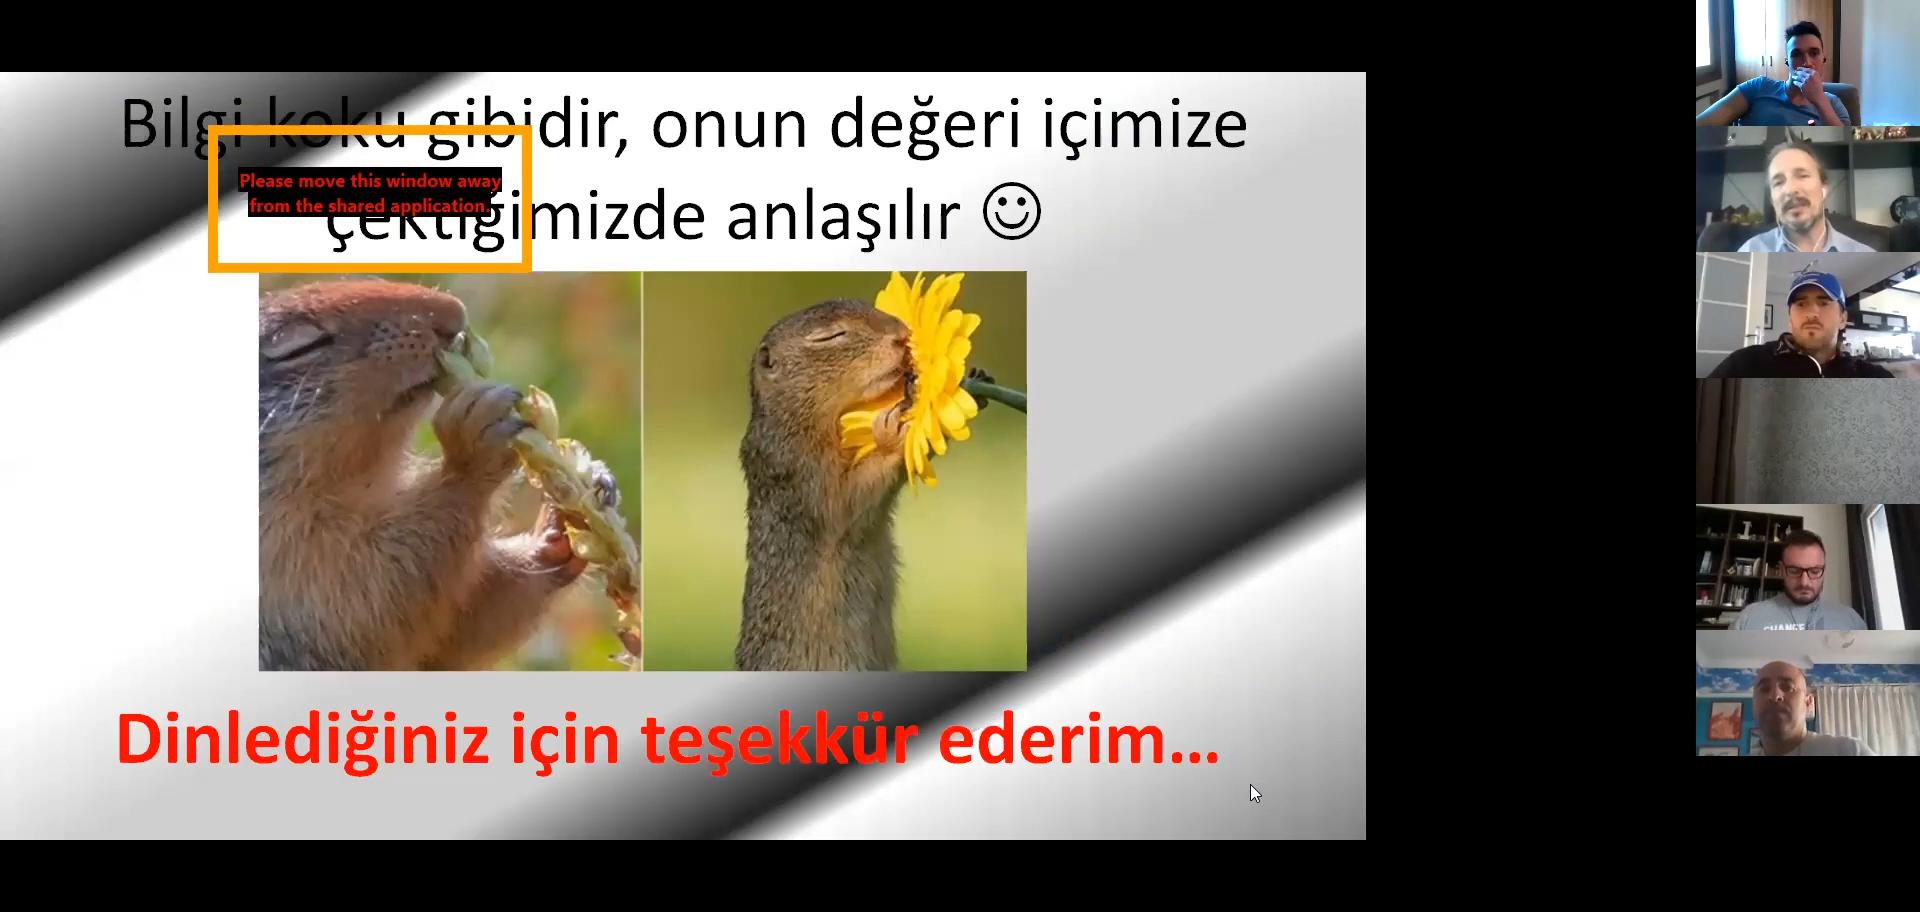 Bilgi koku gibidir, onun değeri içimize
Please move this window away
from the shared application.
çektiğimizde anlaşılır ☺
Dinlediğiniz için teşekkür ederim...
CHANGE